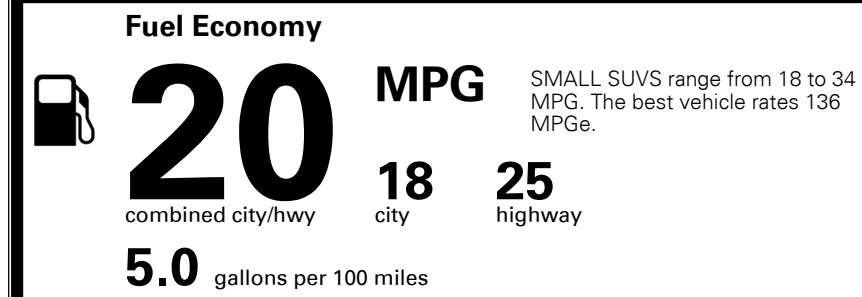 Fuel Economy
20 MPG
SMALL SUVS range from 18 to 34
MPG. The best vehicle rates 136
MPGe.
combined city/hwy
18
city
25
highway
5.0 gallons per 100 miles